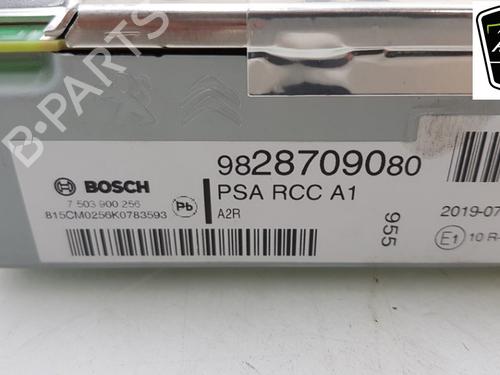 B-PARTS
BOSCH
7 503 900 256
815CM0256K0783593
Pb
9828709080
PSA RCC A1
A2R
955
2019-07
E1 10 R-